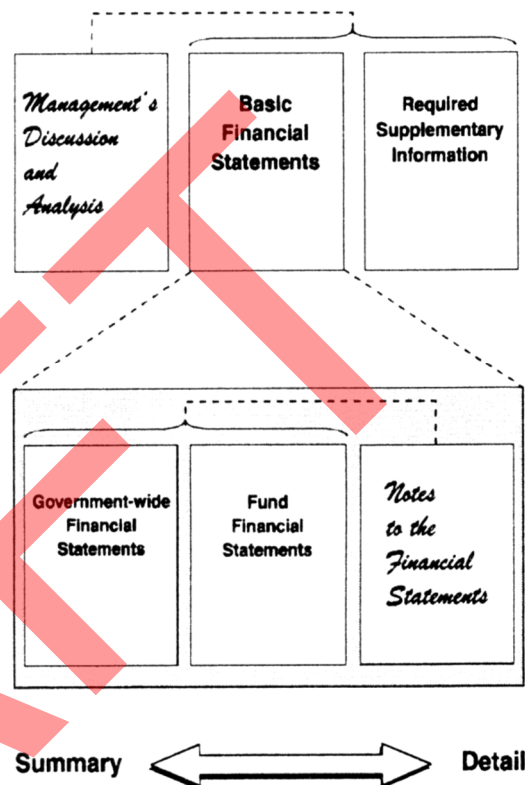 Management's
Discussion
and
Analysis
Basic
Financial
Statements
Required
Supplementary
Information
Government-wide
Financial
Statements
Fund
Financial
Statements
Notes
to the
Financial
Statements
Summary
Detail